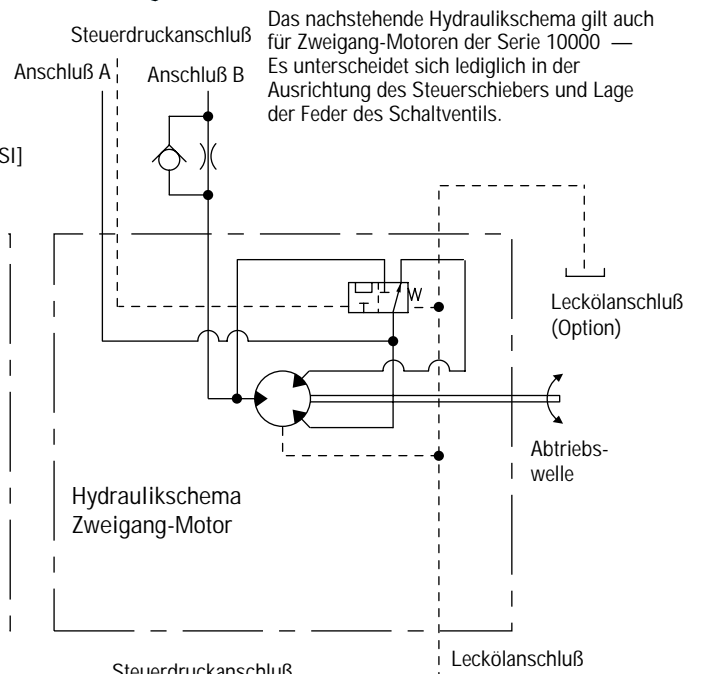 Das nachstehende Hydraulikschema gilt auch
für Zweigang-Motoren der Serie 10000 —
Es unterscheidet sich lediglich in der
Ausrichtung des Steuerschiebers und Lage
der Feder des Schaltventils.
Steuerdruckanschluß
Anschluß A
Anschluß B
SI]
Leckölanschluß
(Option)
Abtriebs-
welle
Hydraulikschema
Zweigang-Motor
Leckölanschluß
Steuerdruckanschluß